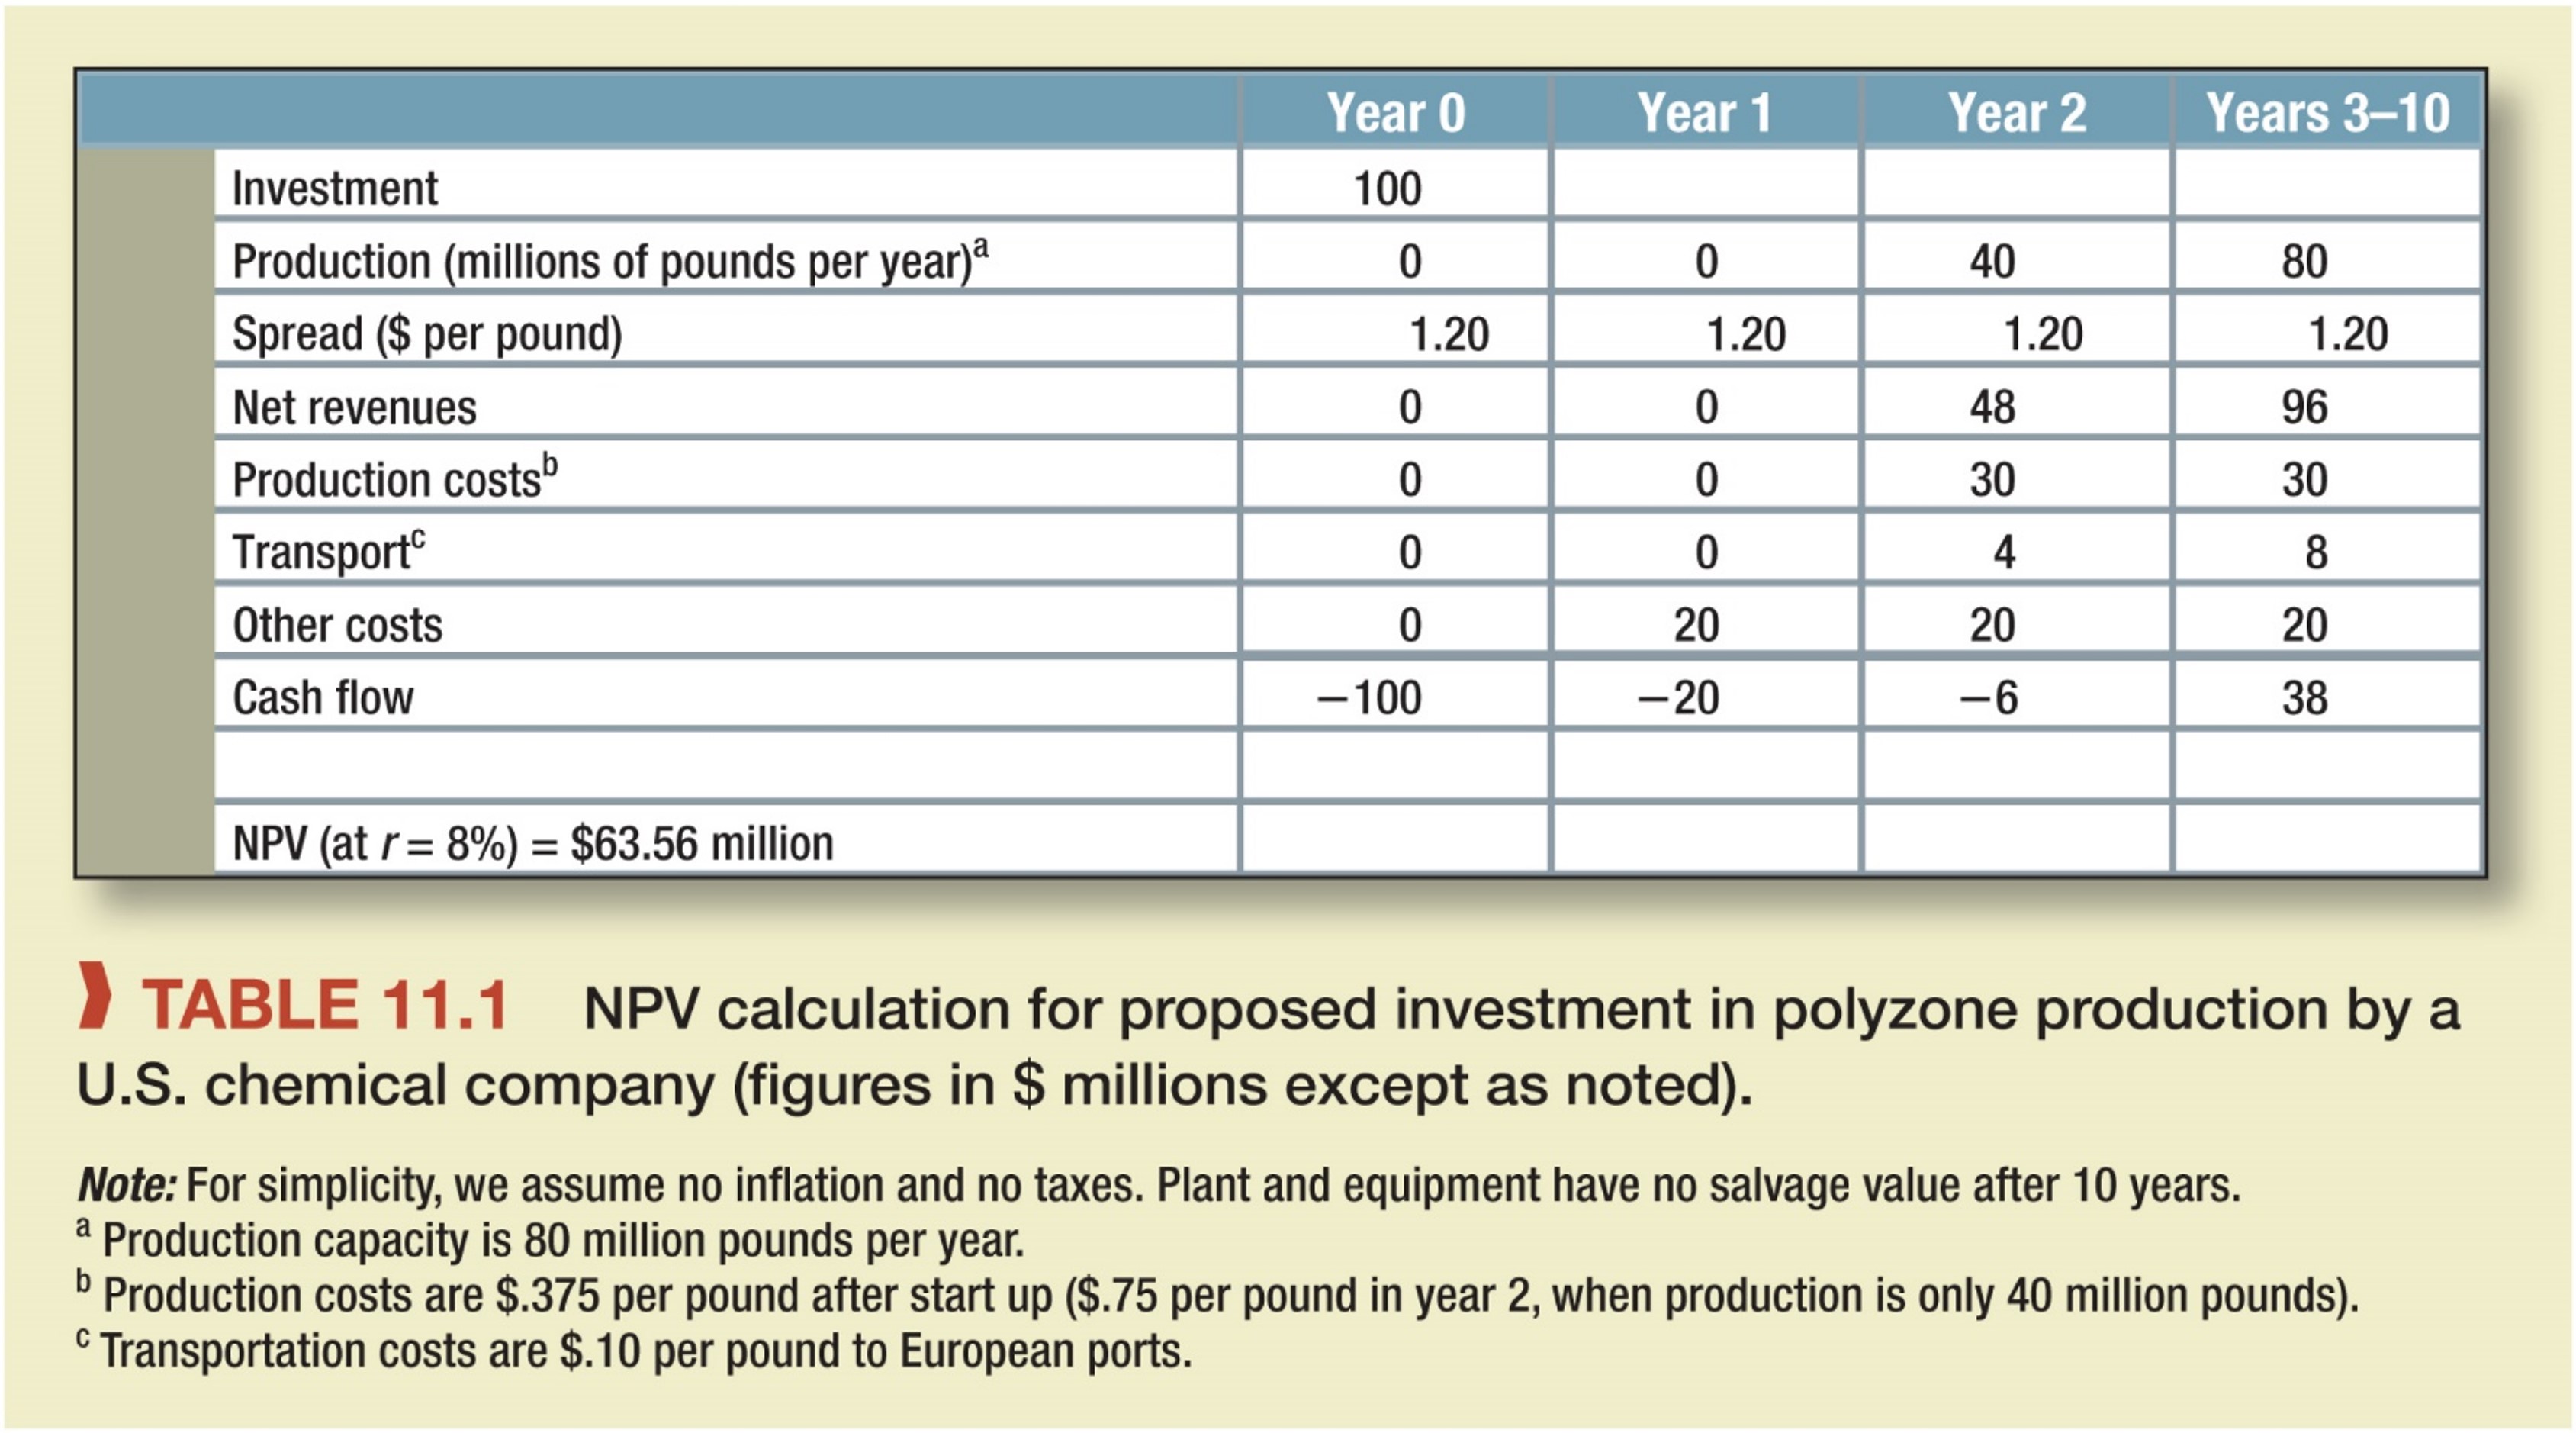 Year 0 Year 1 Year 2 Years 3–10
Investment 100
Production (millions of pounds per year)a 0 0 40 80
Spread ($ per pound) 1.20 1.20 1.20 1.20
Net revenues 0 0 48 96
Production costsb 0 0 30 30
Transportc 0 0 4 8
Other costs 0 20 20 20
Cash flow −100 −20 −6 38
NPV (at r = 8%) = $63.56 million
TABLE 11.1 NPV calculation for proposed investment in polyzone production by a
U.S. chemical company (figures in $ millions except as noted).
Note: For simplicity, we assume no inflation and no taxes. Plant and equipment have no salvage value after 10 years.
a Production capacity is 80 million pounds per year.
b Production costs are $.375 per pound after start up ($.75 per pound in year 2, when production is only 40 million pounds).
c Transportation costs are $.10 per pound to European ports.